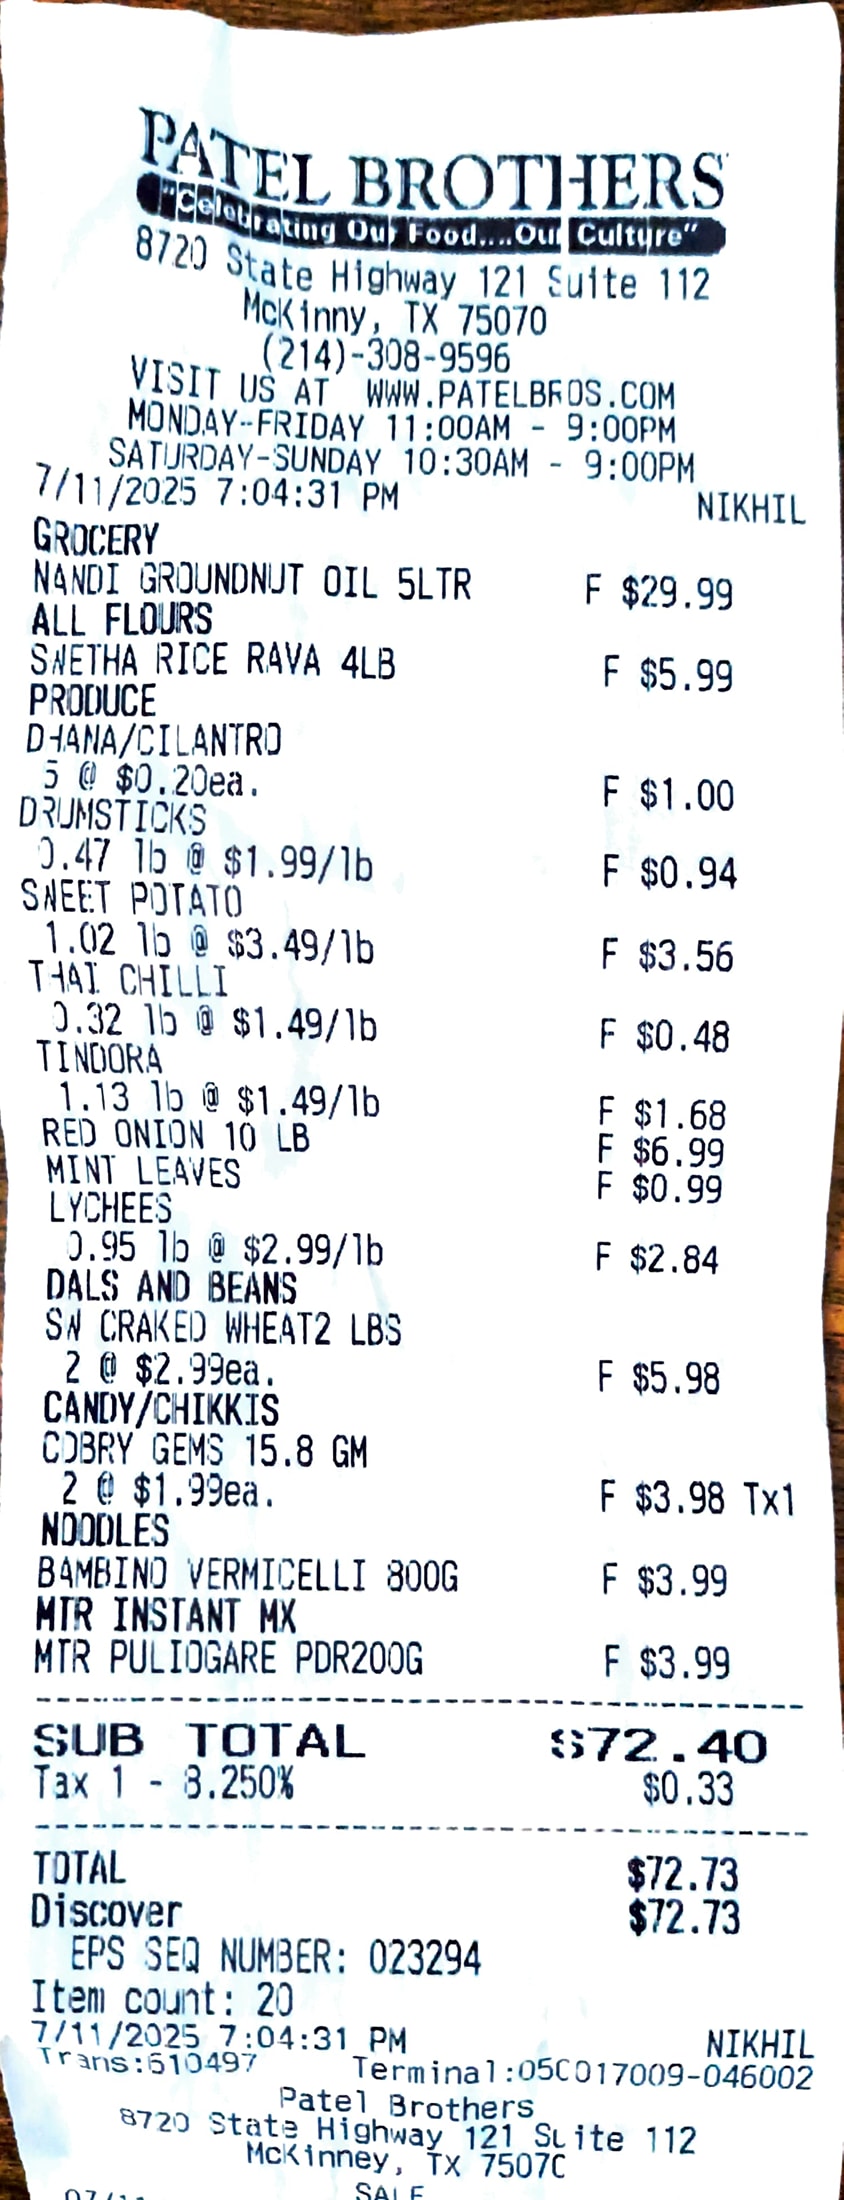 PATEL BROTHERS
"Celebrating Our Food....Our Culture"
8720 State Highway 121 Suite 112
McKinny, TX 75070
(214)-308-9596
VISIT US AT WWW.PATELBROS.COM
MONDAY-FRIDAY 11:00AM - 9:00PM
SATURDAY-SUNDAY 10:30AM - 9:00PM
7/11/2025 7:04:31 PM NIKHIL
GROCERY
NANDI GROUNDNUT OIL 5LTR F $29.99
ALL FLOURS
SWETHA RICE RAVA 4LB F $5.99
PRODUCE
DHANA/CILANTRO
5 @ $0.20ea. F $1.00
DRUMSTICKS
0.47 lb @ $1.99/lb F $0.94
SWEET POTATO
1.02 lb @ $3.49/lb F $3.56
THAI CHILLI
0.32 lb @ $1.49/lb F $0.48
TINDORA
1.13 lb @ $1.49/lb F $1.68
RED ONION 10 LB F $6.99
MINT LEAVES F $0.99
LYCHEES
0.95 lb @ $2.99/lb F $2.84
DALS AND BEANS
SW CRAKED WHEAT2 LBS
2 @ $2.99ea. F $5.98
CANDY/CHIKKIS
CDBRY GEMS 15.8 GM
2 @ $1.99ea. F $3.98 Tx1
NOODLES
BAMBINO VERMICELLI 800G F $3.99
MTR INSTANT MX
MTR PULIOGARE PDR200G F $3.99
SUB TOTAL $72.40
Tax 1 - 8.250% $0.33
TOTAL $72.73
Discover $72.73
EPS SEQ NUMBER: 023294
Item count: 20
7/11/2025 7:04:31 PM NIKHIL
Trans:610497 Terminal:050017009-046002
Patel Brothers
8720 State Highway 121 Suite 112
McKinney, TX 75070
SALE